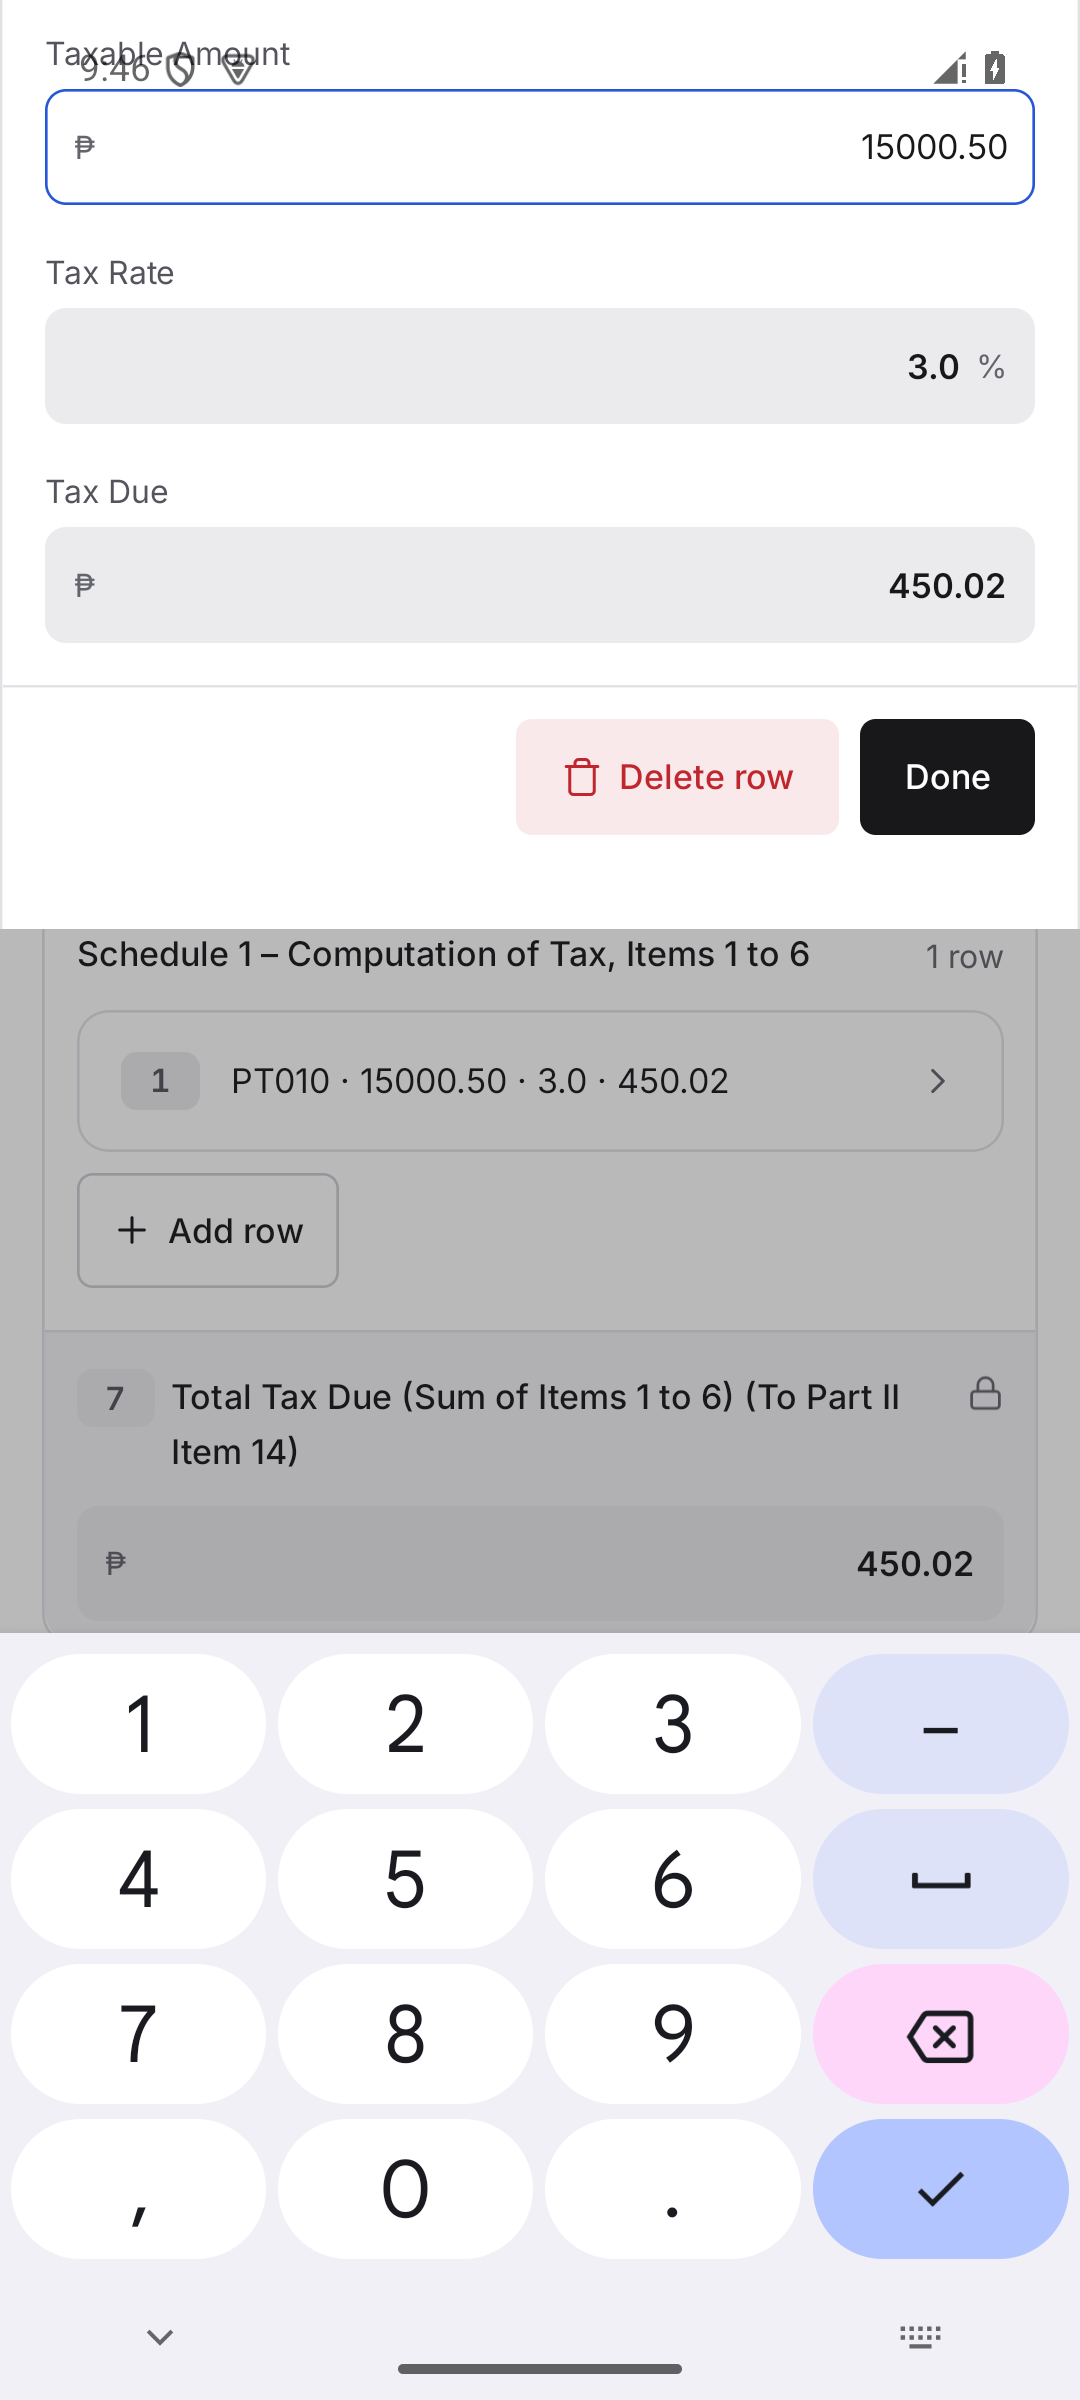 Taxable Amount
9:46
₱ 15000.50
Tax Rate
3.0 %
Tax Due
₱ 450.02
Delete row
Done
Schedule 1 – Computation of Tax, Items 1 to 6
1 row
1 PT010 · 15000.50 · 3.0 · 450.02
Add row
7 Total Tax Due (Sum of Items 1 to 6) (To Part II
Item 14)
₱ 450.02
1 2 3 –
4 5 6
7 8 9
, 0 .